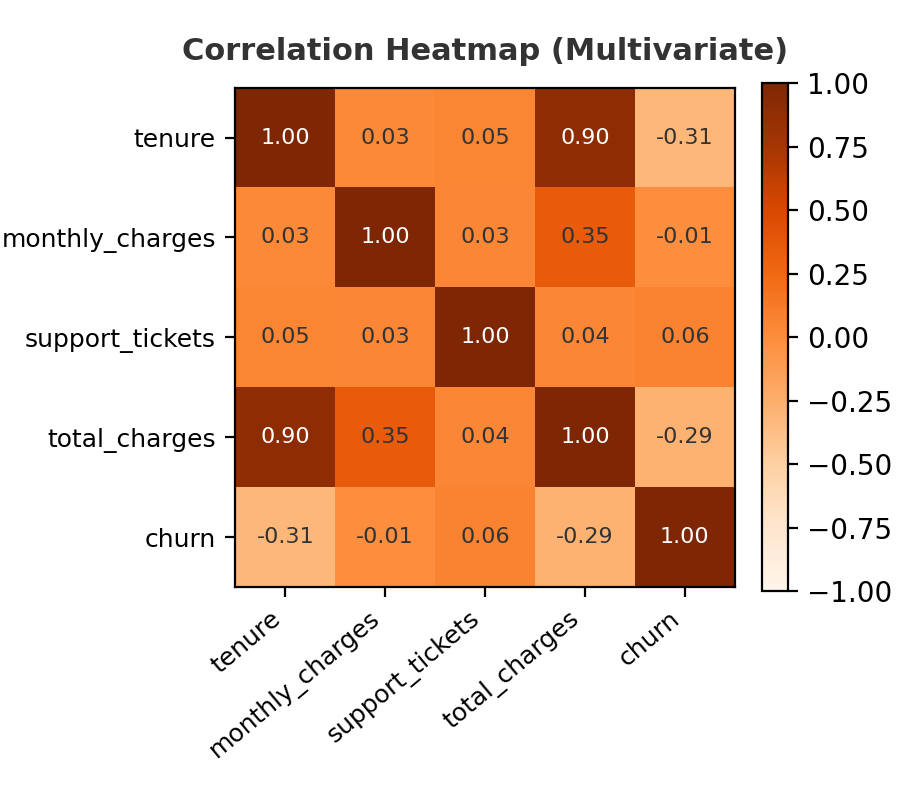 Correlation Heatmap (Multivariate)
tenure 1.00 0.03 0.05 0.90 -0.31
monthly_charges 0.03 1.00 0.03 0.35 -0.01
support_tickets 0.05 0.03 1.00 0.04 0.06
total_charges 0.90 0.35 0.04 1.00 -0.29
churn -0.31 -0.01 0.06 -0.29 1.00
tenure
monthly_charges
support_tickets
total_charges
churn
1.00
0.75
0.50
0.25
0.00
−0.25
−0.50
−0.75
−1.00